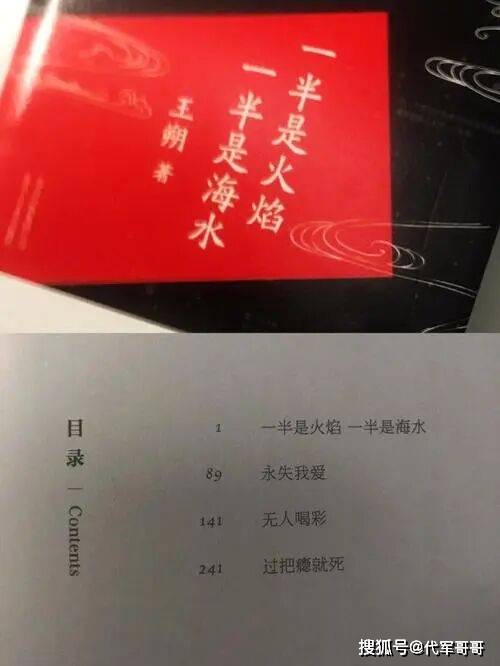 一半是火焰
一半是海水
王朔 著
目录 | Contents
1 一半是火焰 一半是海水
89 永失我爱
141 无人喝彩
241 过把瘾就死
搜狐号@代军哥哥